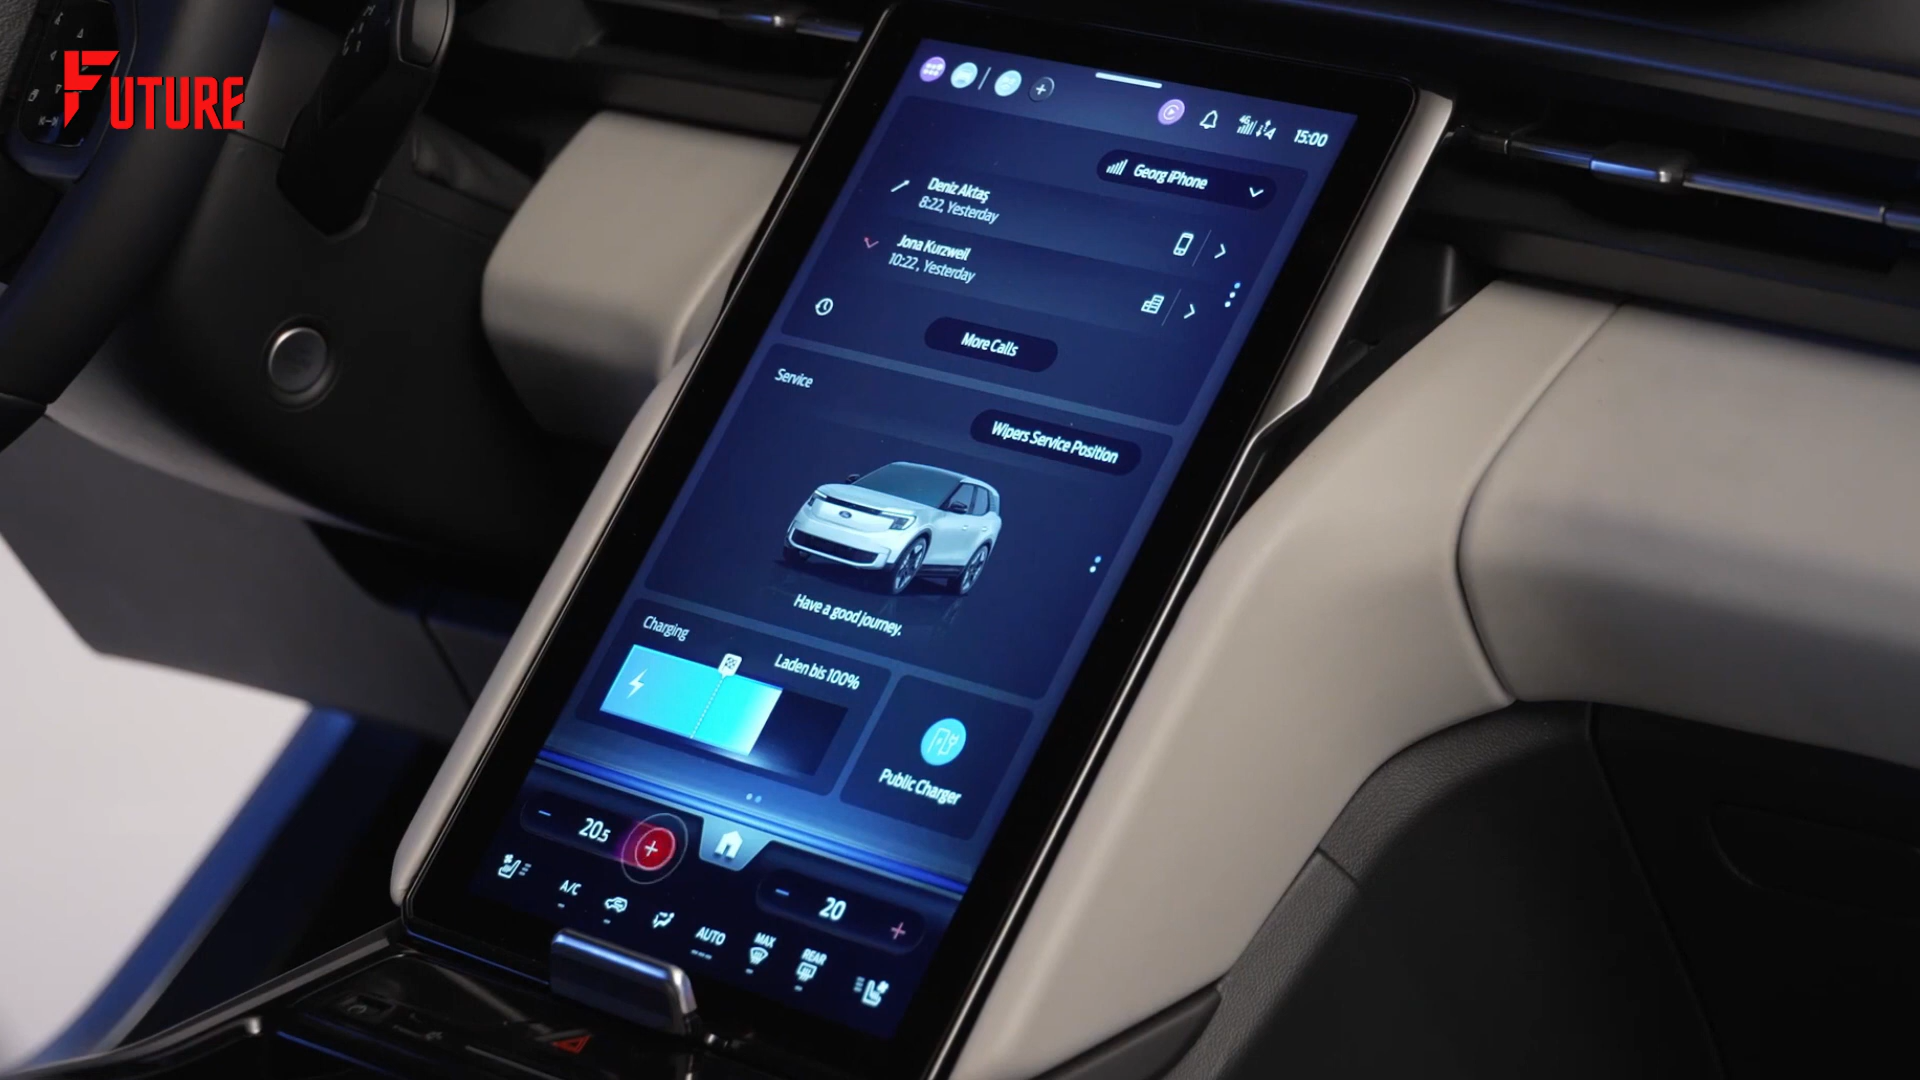 FUTURE
15:00
Georg iPhone
Deniz Aktaş
8:22, Yesterday
Jona Kurzweil
10:22, Yesterday
More Calls
Service
Wipers Service Position
Have a good journey.
Charging
Laden bis 100%
Public Charger
− 20.5 +
− 20 +
A/C
AUTO
MAX
REAR